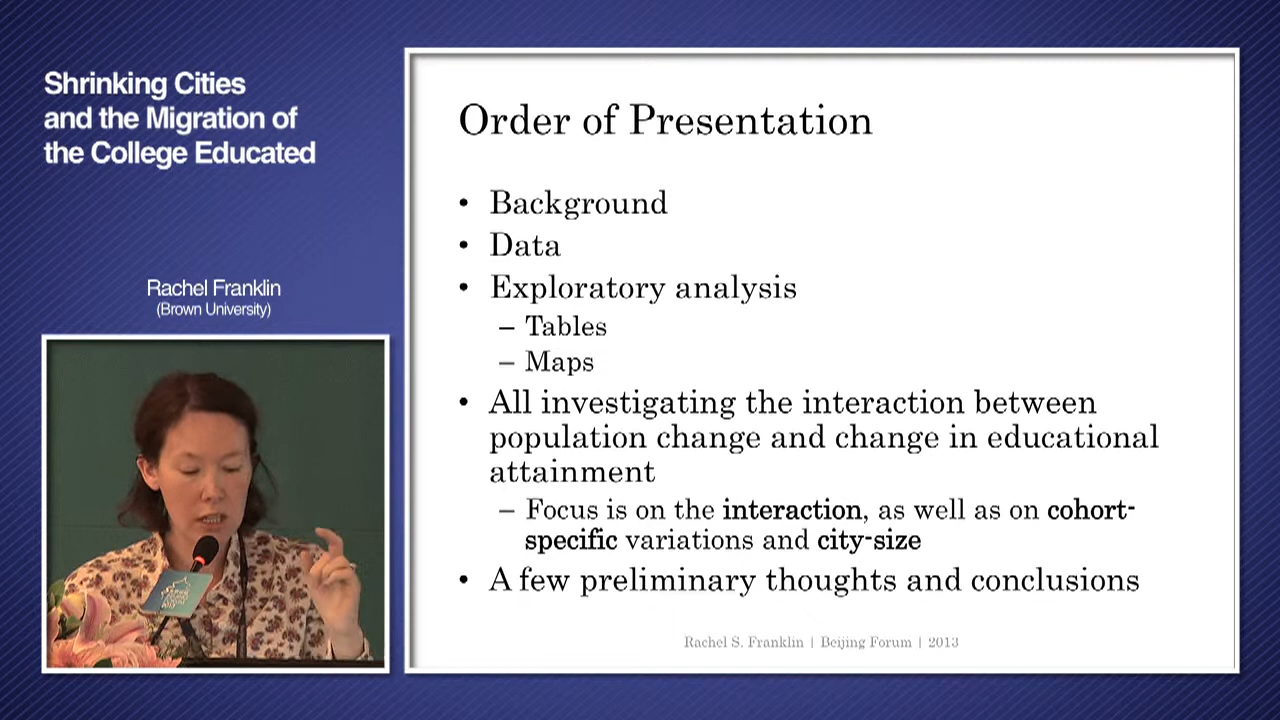 Shrinking Cities
and the Migration of
the College Educated
Rachel Franklin
(Brown University)
Order of Presentation
• Background
• Data
• Exploratory analysis
– Tables
– Maps
• All investigating the interaction between
population change and change in educational
attainment
– Focus is on the interaction, as well as on cohort-
specific variations and city-size
• A few preliminary thoughts and conclusions
Rachel S. Franklin | Beijing Forum | 2013